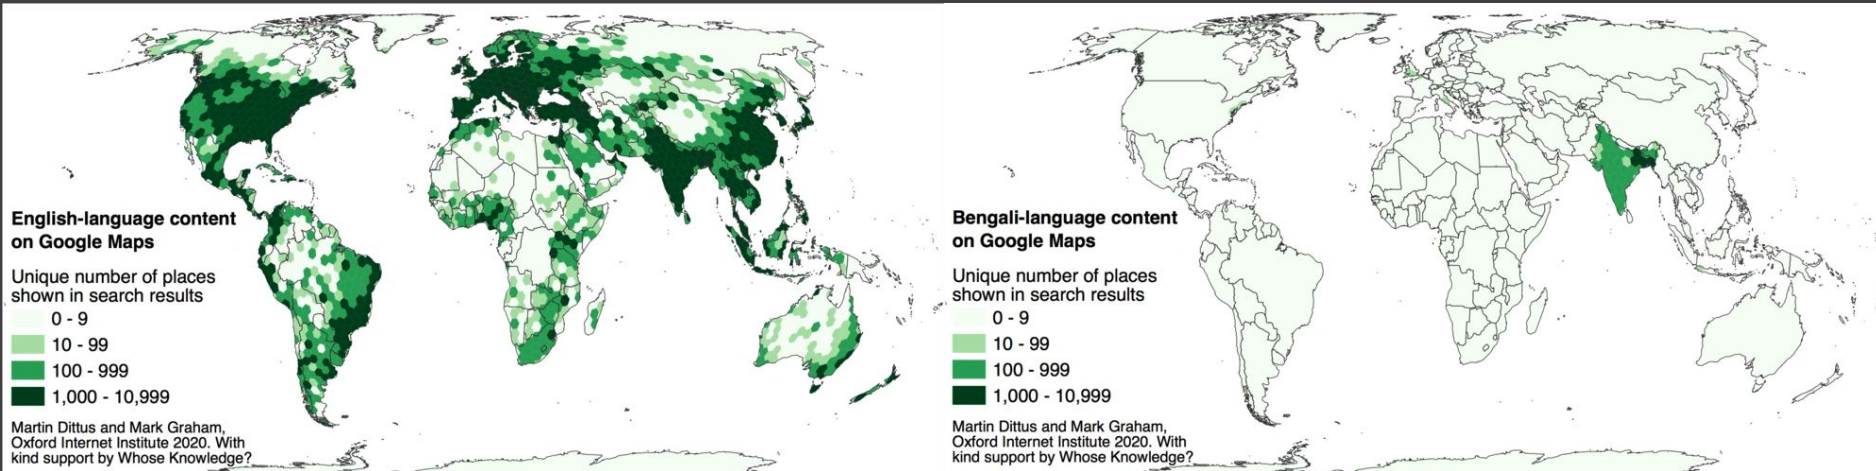 English-language content
on Google Maps
Unique number of places
shown in search results
0 - 9
10 - 99
100 - 999
1,000 - 10,999
Martin Dittus and Mark Graham,
Oxford Internet Institute 2020. With
kind support by Whose Knowledge?
Bengali-language content
on Google Maps
Unique number of places
shown in search results
0 - 9
10 - 99
100 - 999
1,000 - 10,999
Martin Dittus and Mark Graham,
Oxford Internet Institute 2020. With
kind support by Whose Knowledge?